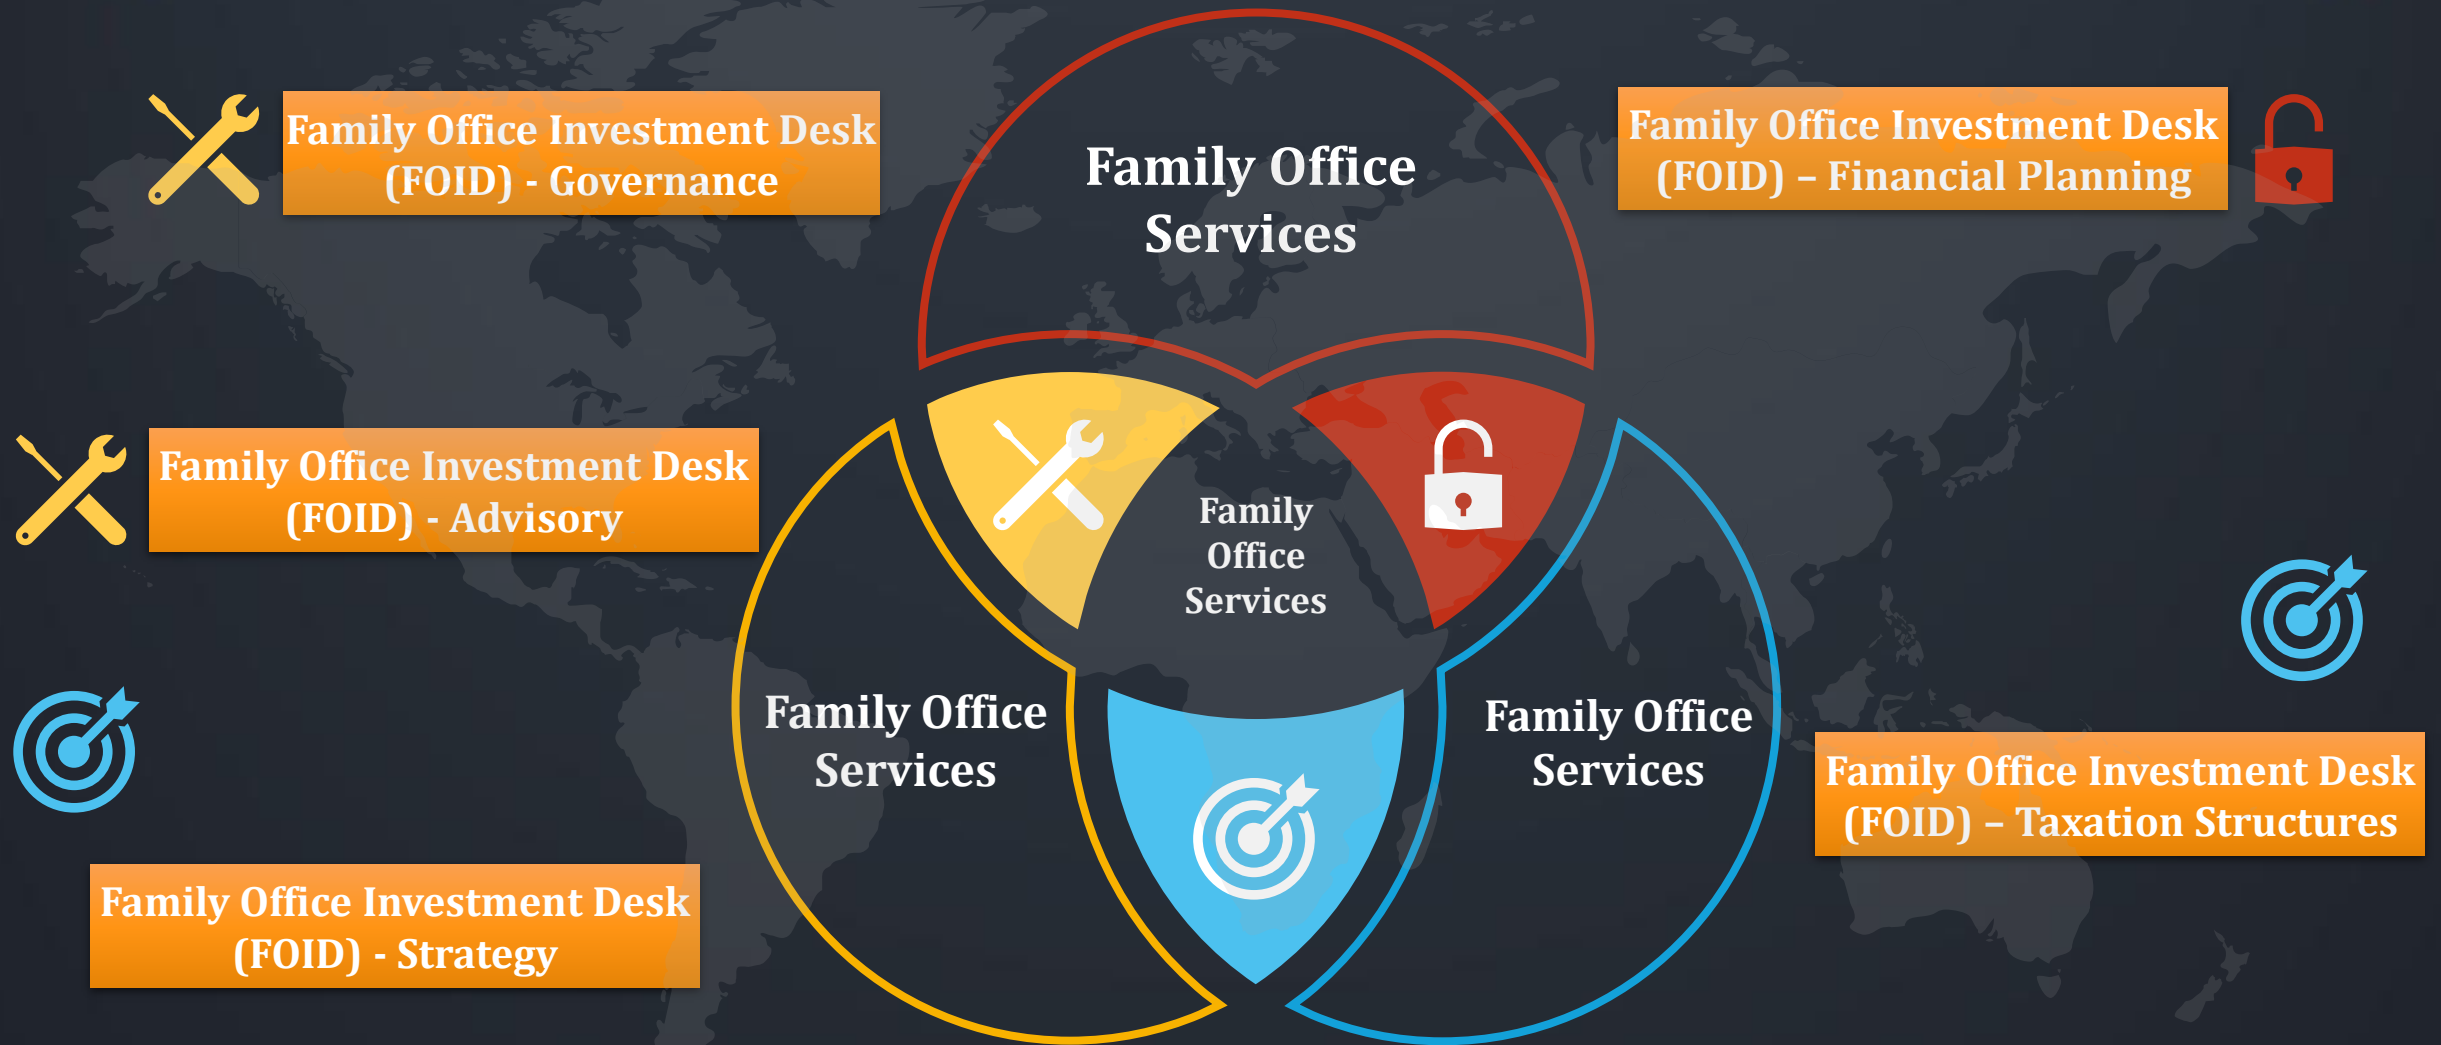 Family Office Investment Desk
(FOID) - Governance
Family Office
Services
Family Office Investment Desk
(FOID) – Financial Planning
Family Office Investment Desk
(FOID) - Advisory
Family
Office
Services
Family Office
Services
Family Office
Services
Family Office Investment Desk
(FOID) – Taxation Structures
Family Office Investment Desk
(FOID) - Strategy